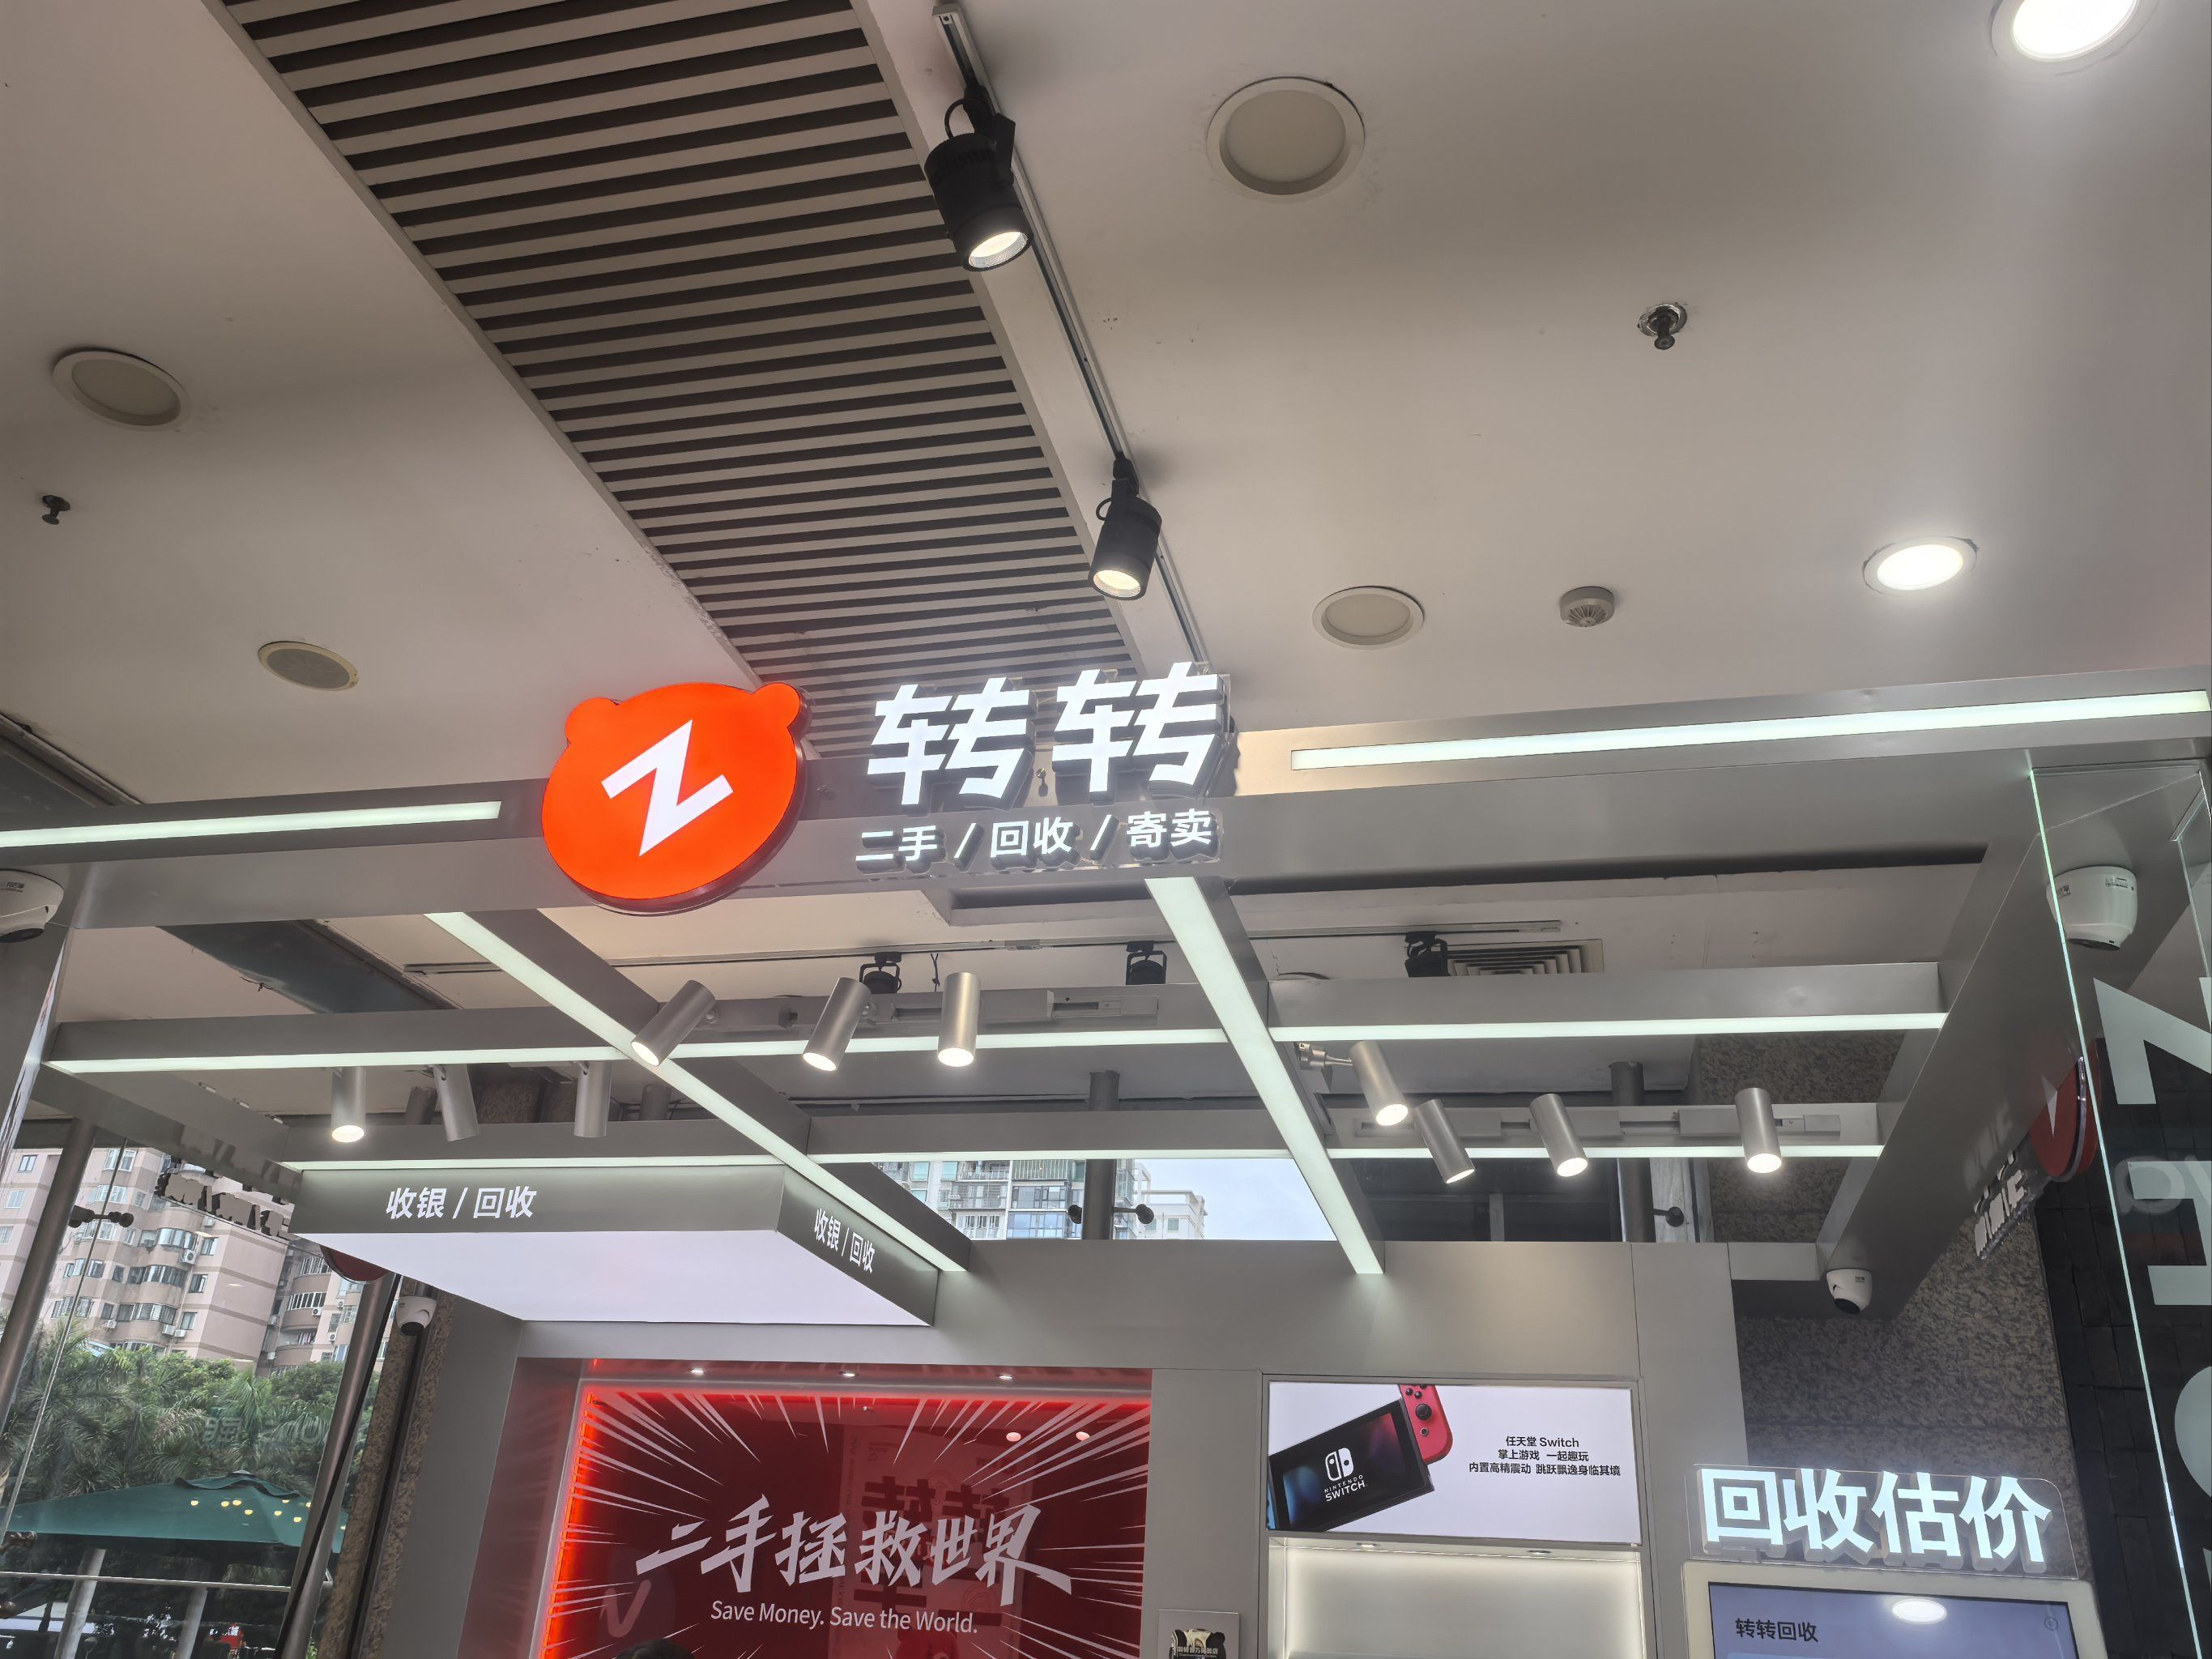 Z
转转
二手 / 回收 / 寄卖
收银 / 回收
收银 / 回收
二手拯救世界
Save Money. Save the World.
NINTENDO
SWITCH
任天堂 Switch
掌上游戏 一起趣玩
内置高精震动 跳跃飘逸身临其境
回收估价
转转回收